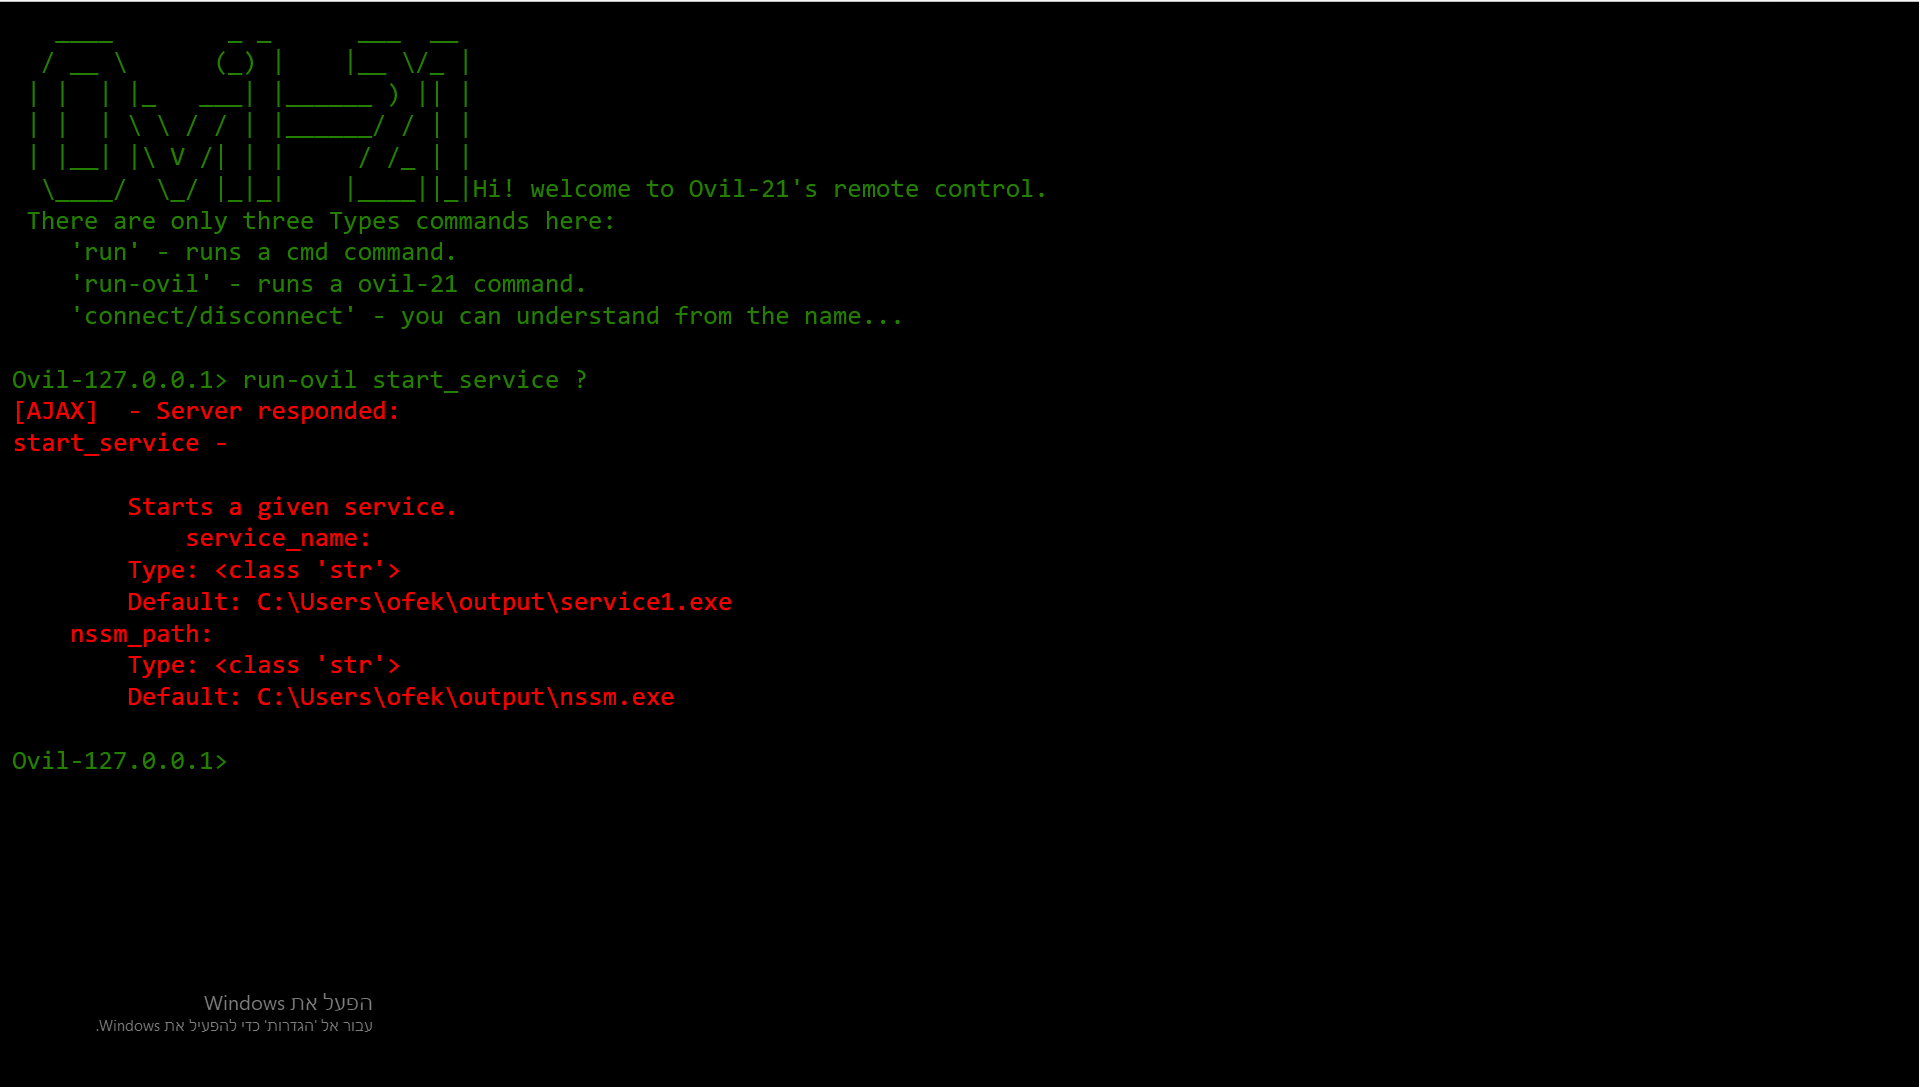 Ovil-21
Hi! welcome to Ovil-21's remote control.
There are only three Types commands here:
'run' - runs a cmd command.
'run-ovil' - runs a ovil-21 command.
'connect/disconnect' - you can understand from the name...
Ovil-127.0.0.1> run-ovil start_service ?
[AJAX]  - Server responded:
start_service -
Starts a given service.
service_name:
Type: <class 'str'>
Default: C:\Users\ofek\output\service1.exe
nssm_path:
Type: <class 'str'>
Default: C:\Users\ofek\output\nssm.exe
Ovil-127.0.0.1>
הפעל את Windows
עבור אל 'הגדרות' כדי להפעיל את Windows.